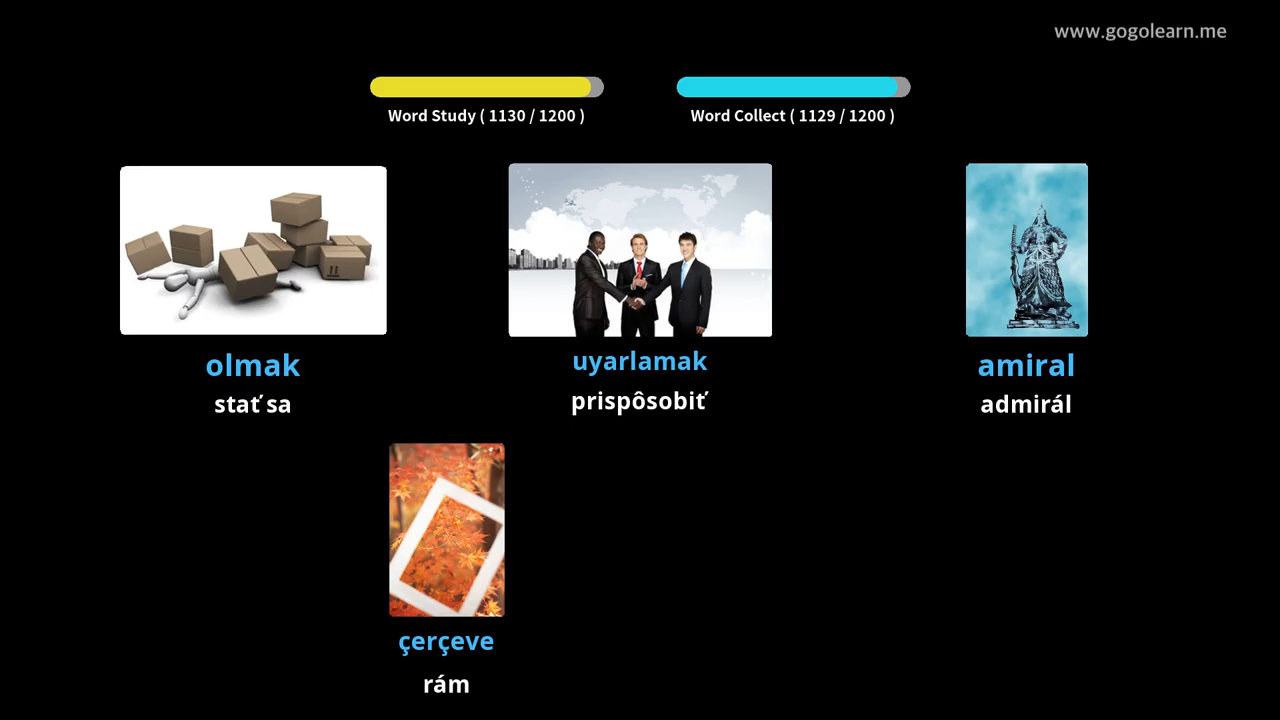 www.gogolearn.me
Word Study ( 1130 / 1200 )
Word Collect ( 1129 / 1200 )
olmak
stať sa
uyarlamak
prispôsobiť
amiral
admirál
çerçeve
rám